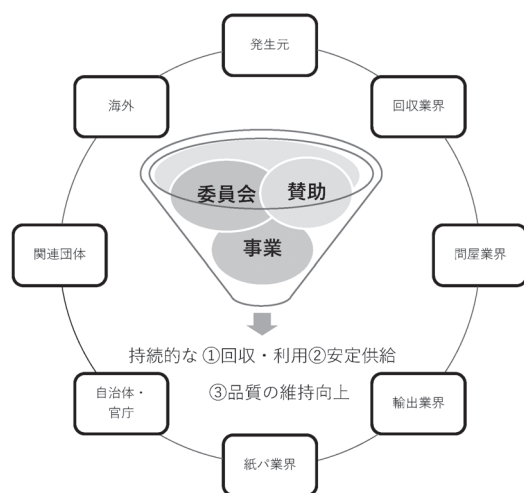 発生元
海外
回収業界
委員会
賛助
事業
関連団体
問屋業界
持続的な ①回収・利用②安定供給
③品質の維持向上
自治体・
官庁
輸出業界
紙パ業界